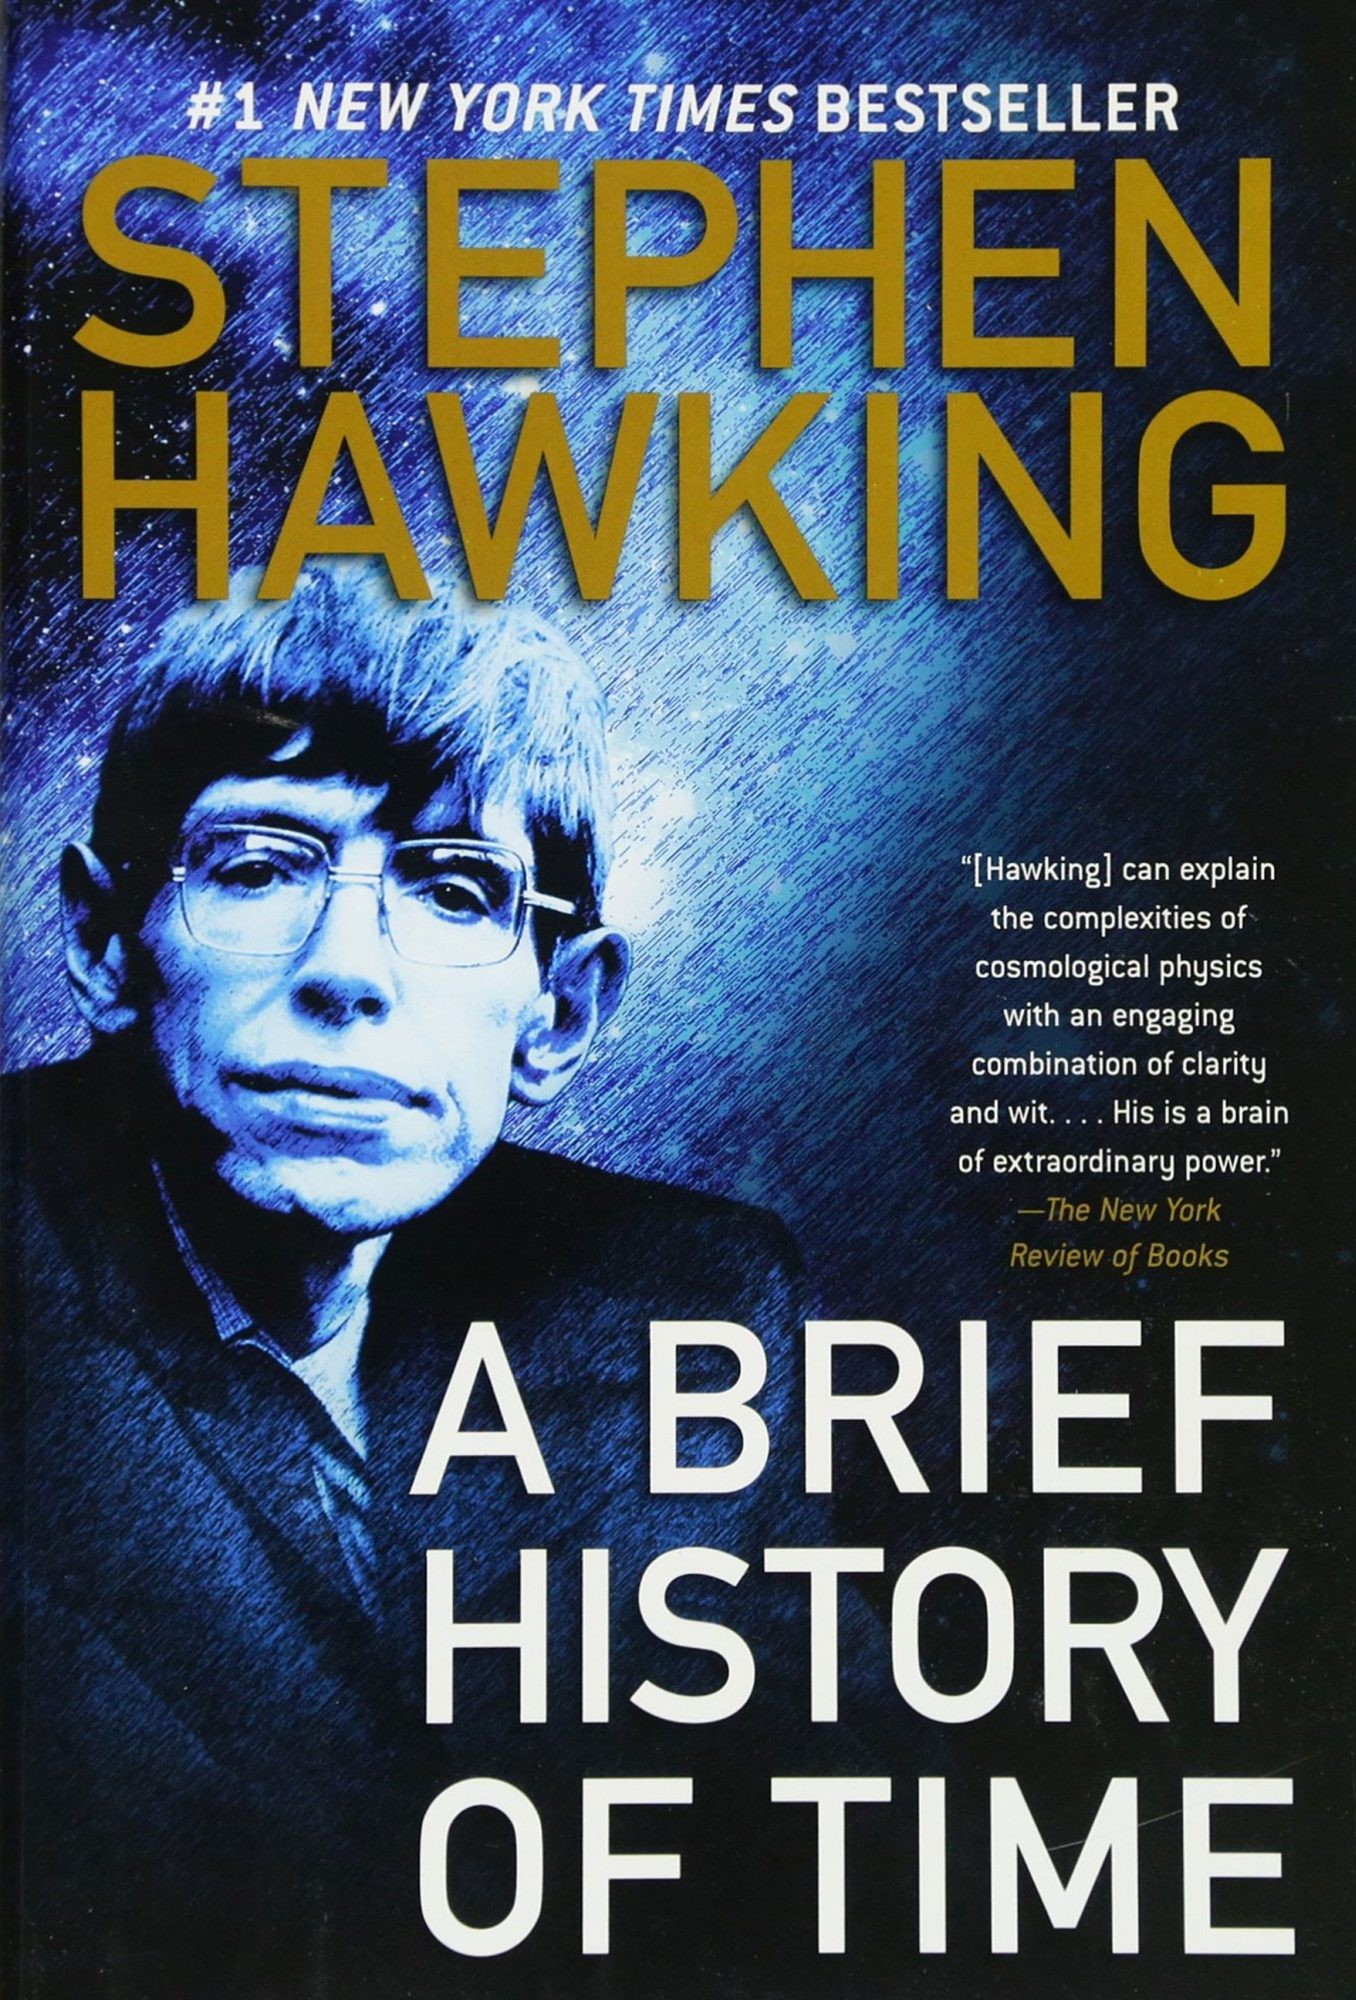 #1 NEW YORK TIMES BESTSELLER
STEPHEN
HAWKING
“[Hawking] can explain
the complexities of
cosmological physics
with an engaging
combination of clarity
and wit. . . . His is a brain
of extraordinary power.”
—The New York
Review of Books
A BRIEF
HISTORY
OF TIME